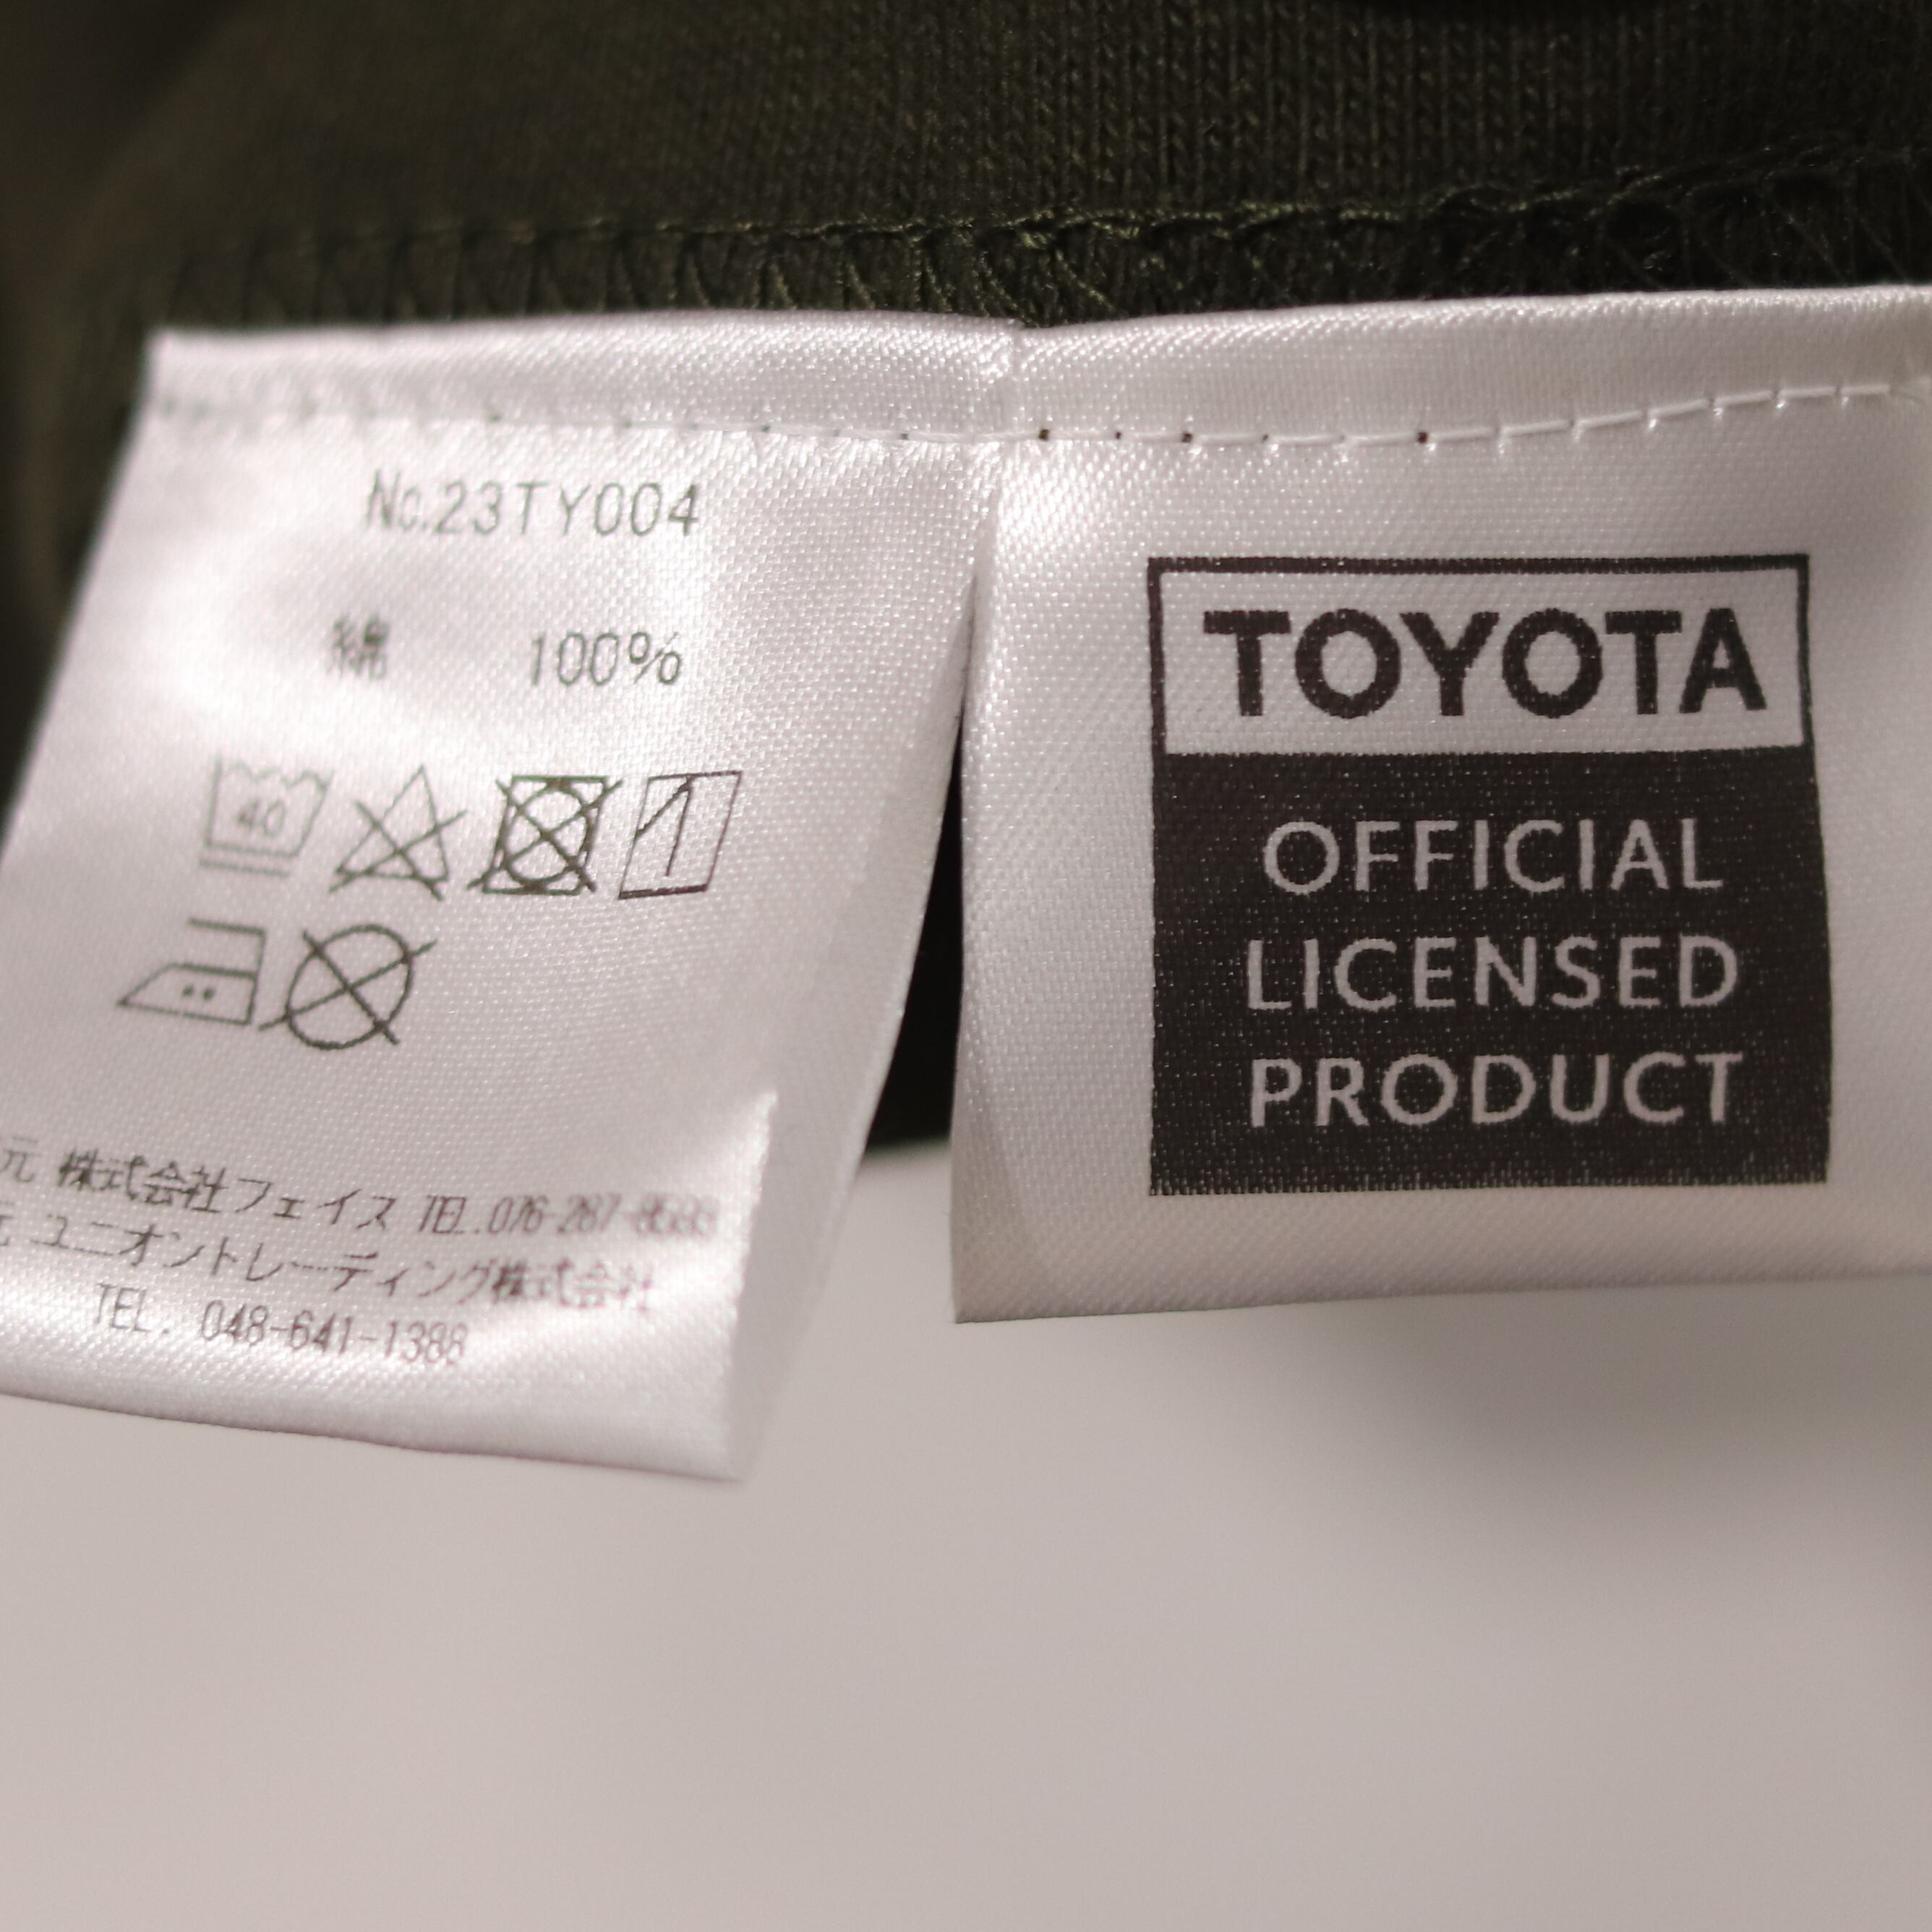 No.23TY004
綿 100%
40
元 株式会社フェイス TEL.076-287-8588
元 ユニオントレーディング株式会社
TEL. 048-641-1388
TOYOTA
OFFICIAL
LICENSED
PRODUCT